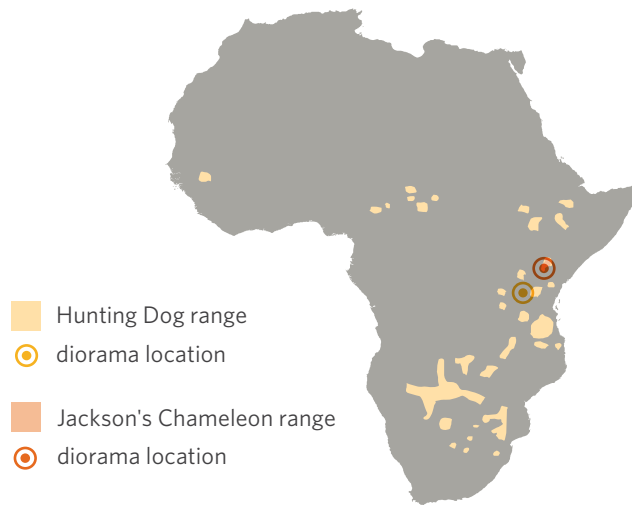 Hunting Dog range
diorama location
Jackson's Chameleon range
diorama location